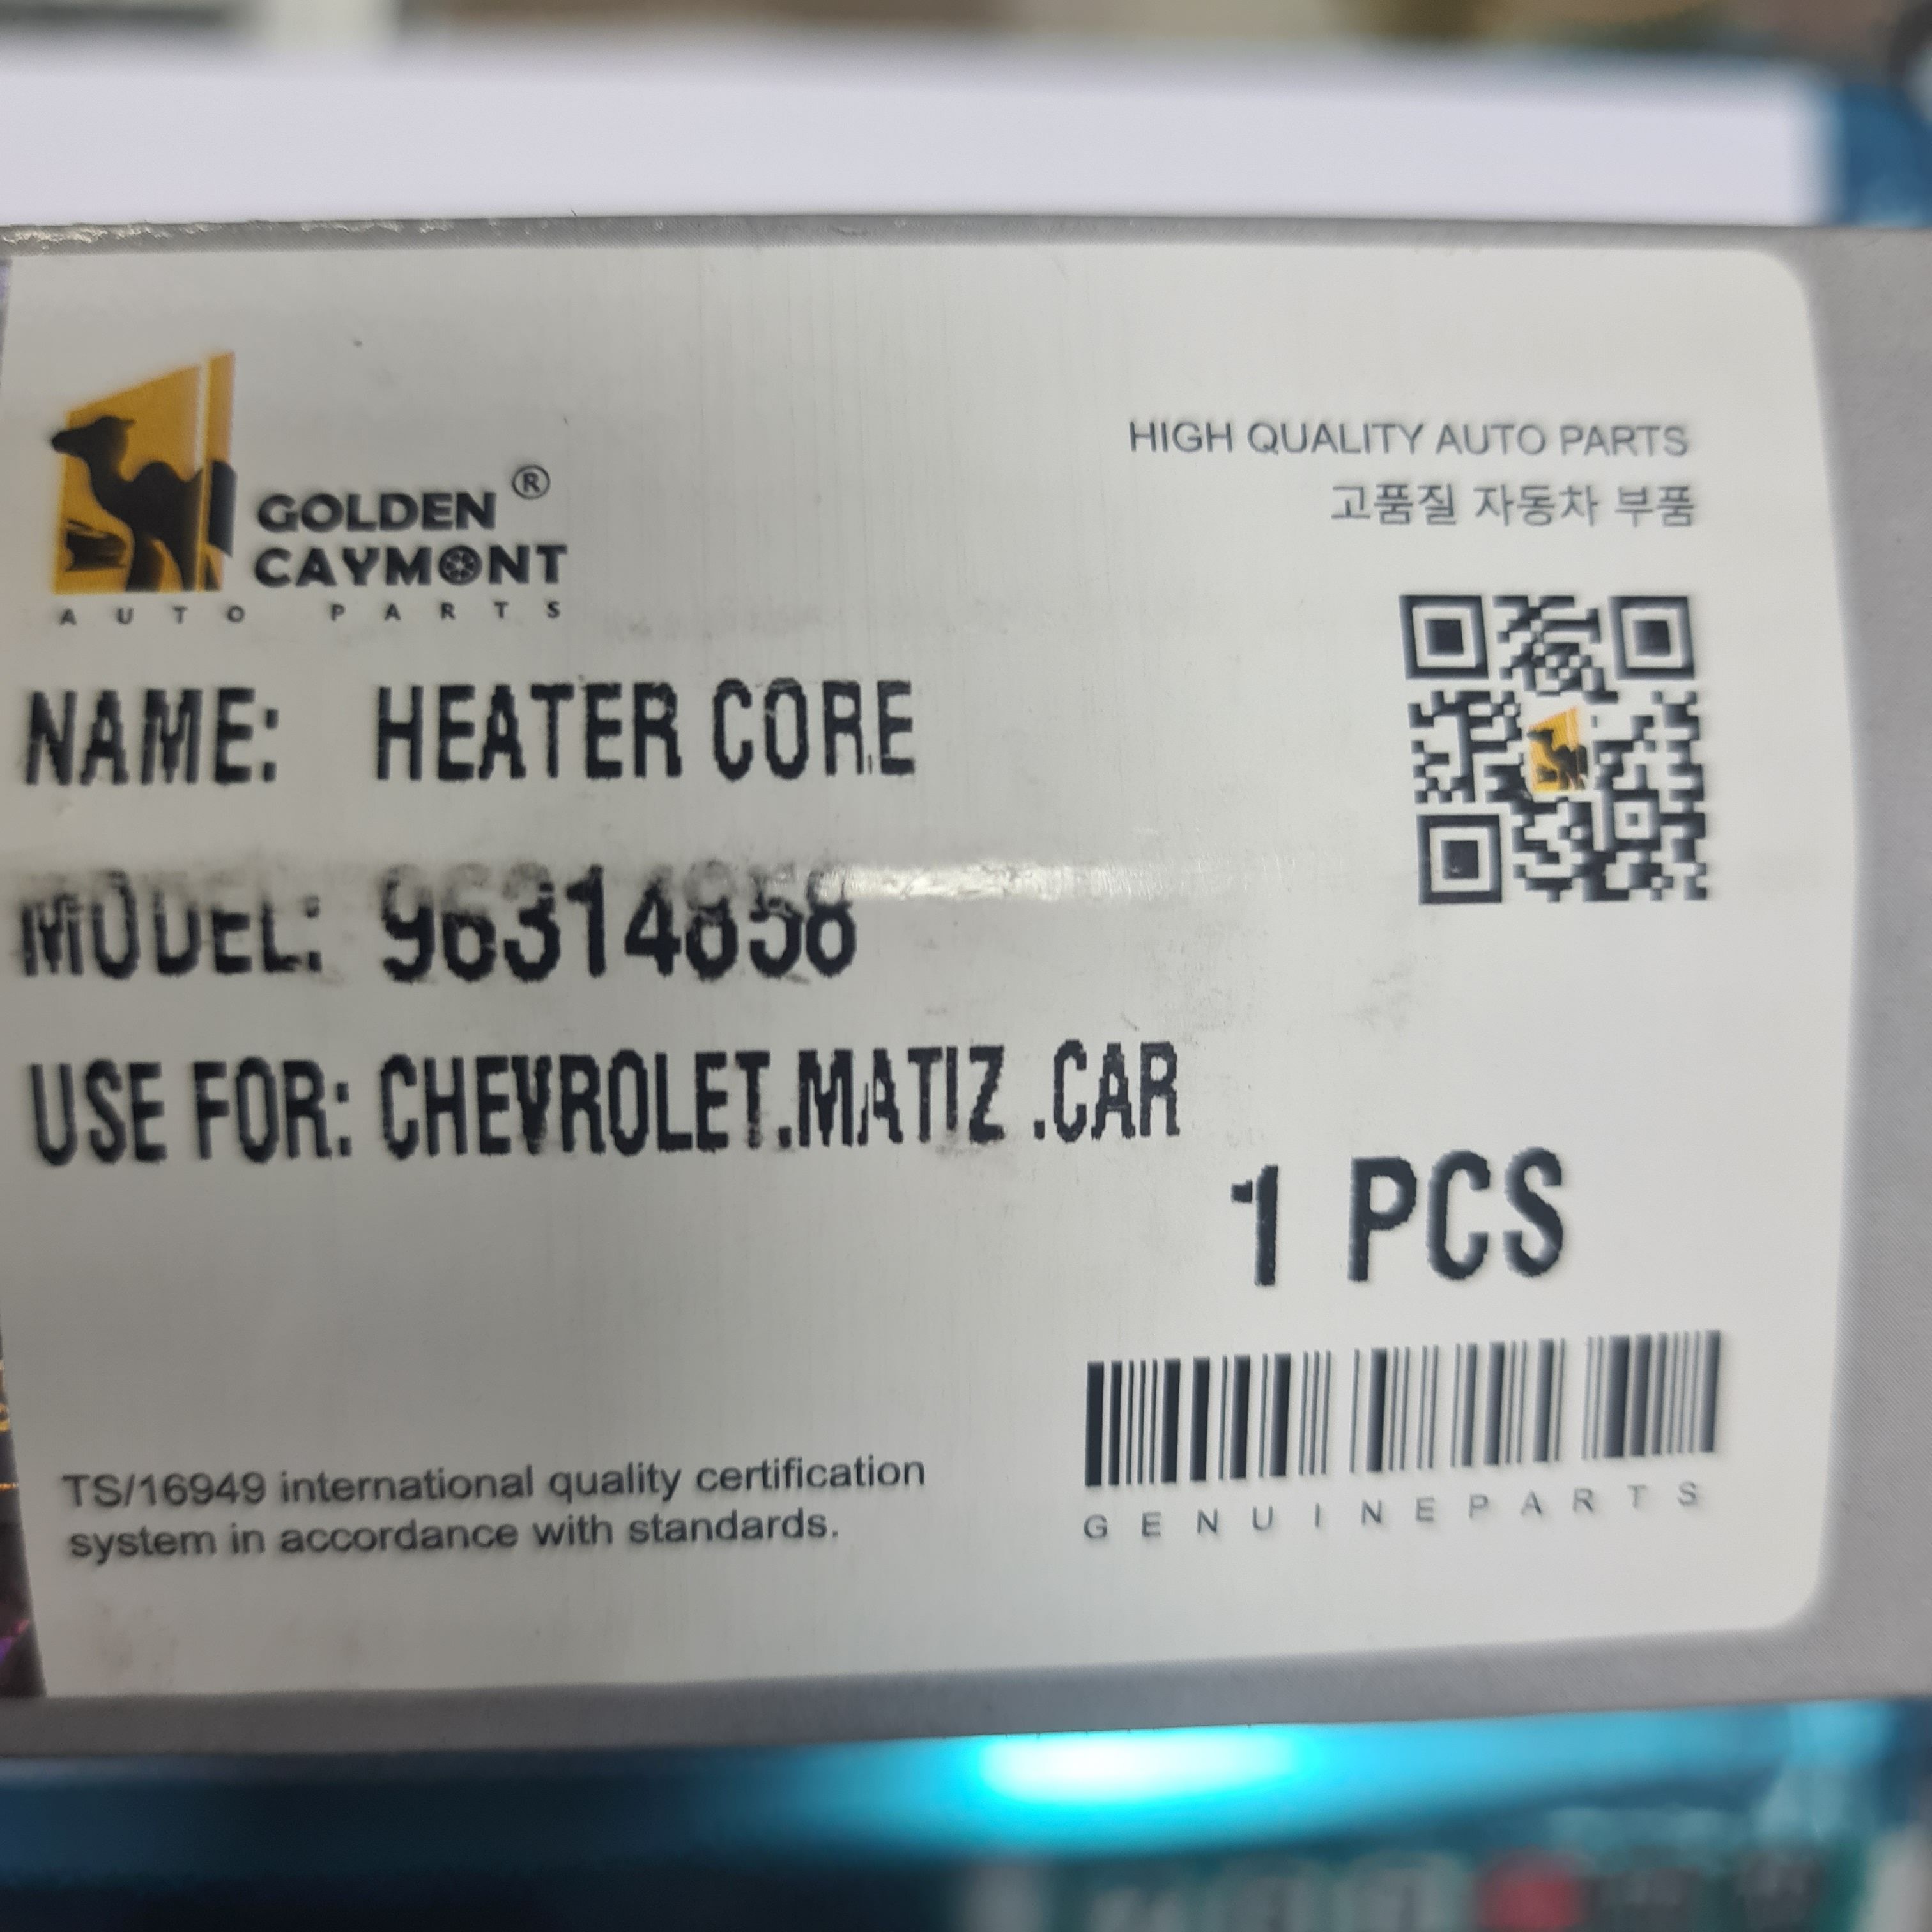 GOLDEN ®
CAYMONT
AUTO PARTS
HIGH QUALITY AUTO PARTS
고품질 자동차 부품
NAME: HEATER CORE
MODEL: 96314858
USE FOR: CHEVROLET.MATIZ .CAR
1 PCS
TS/16949 international quality certification
system in accordance with standards.
GENUINEPARTS